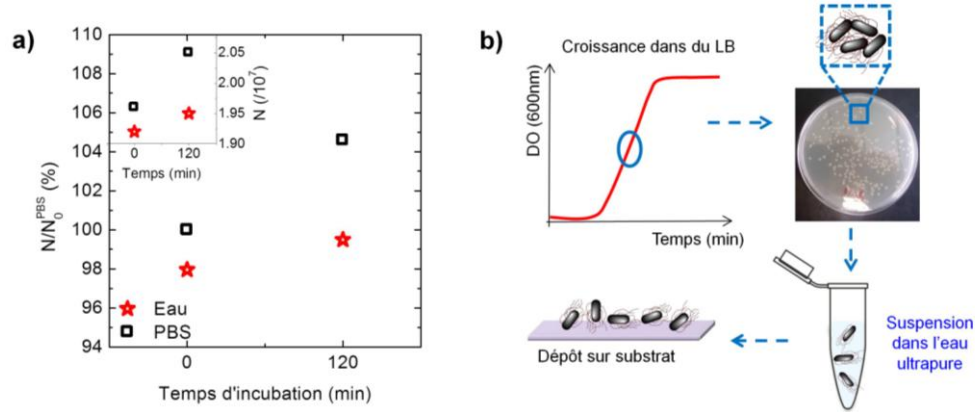 a)
110
108
106
104
102
100
98
96
94
N/N₀ᴾᴮˢ (%)
2.05
2.00
1.95
1.90
N (/10⁷)
0
120
Temps (min)
Eau
PBS
0
120
Temps d'incubation (min)
b)
Croissance dans du LB
DO (600nm)
Temps (min)
Suspension
dans l'eau
ultrapure
Dépôt sur substrat